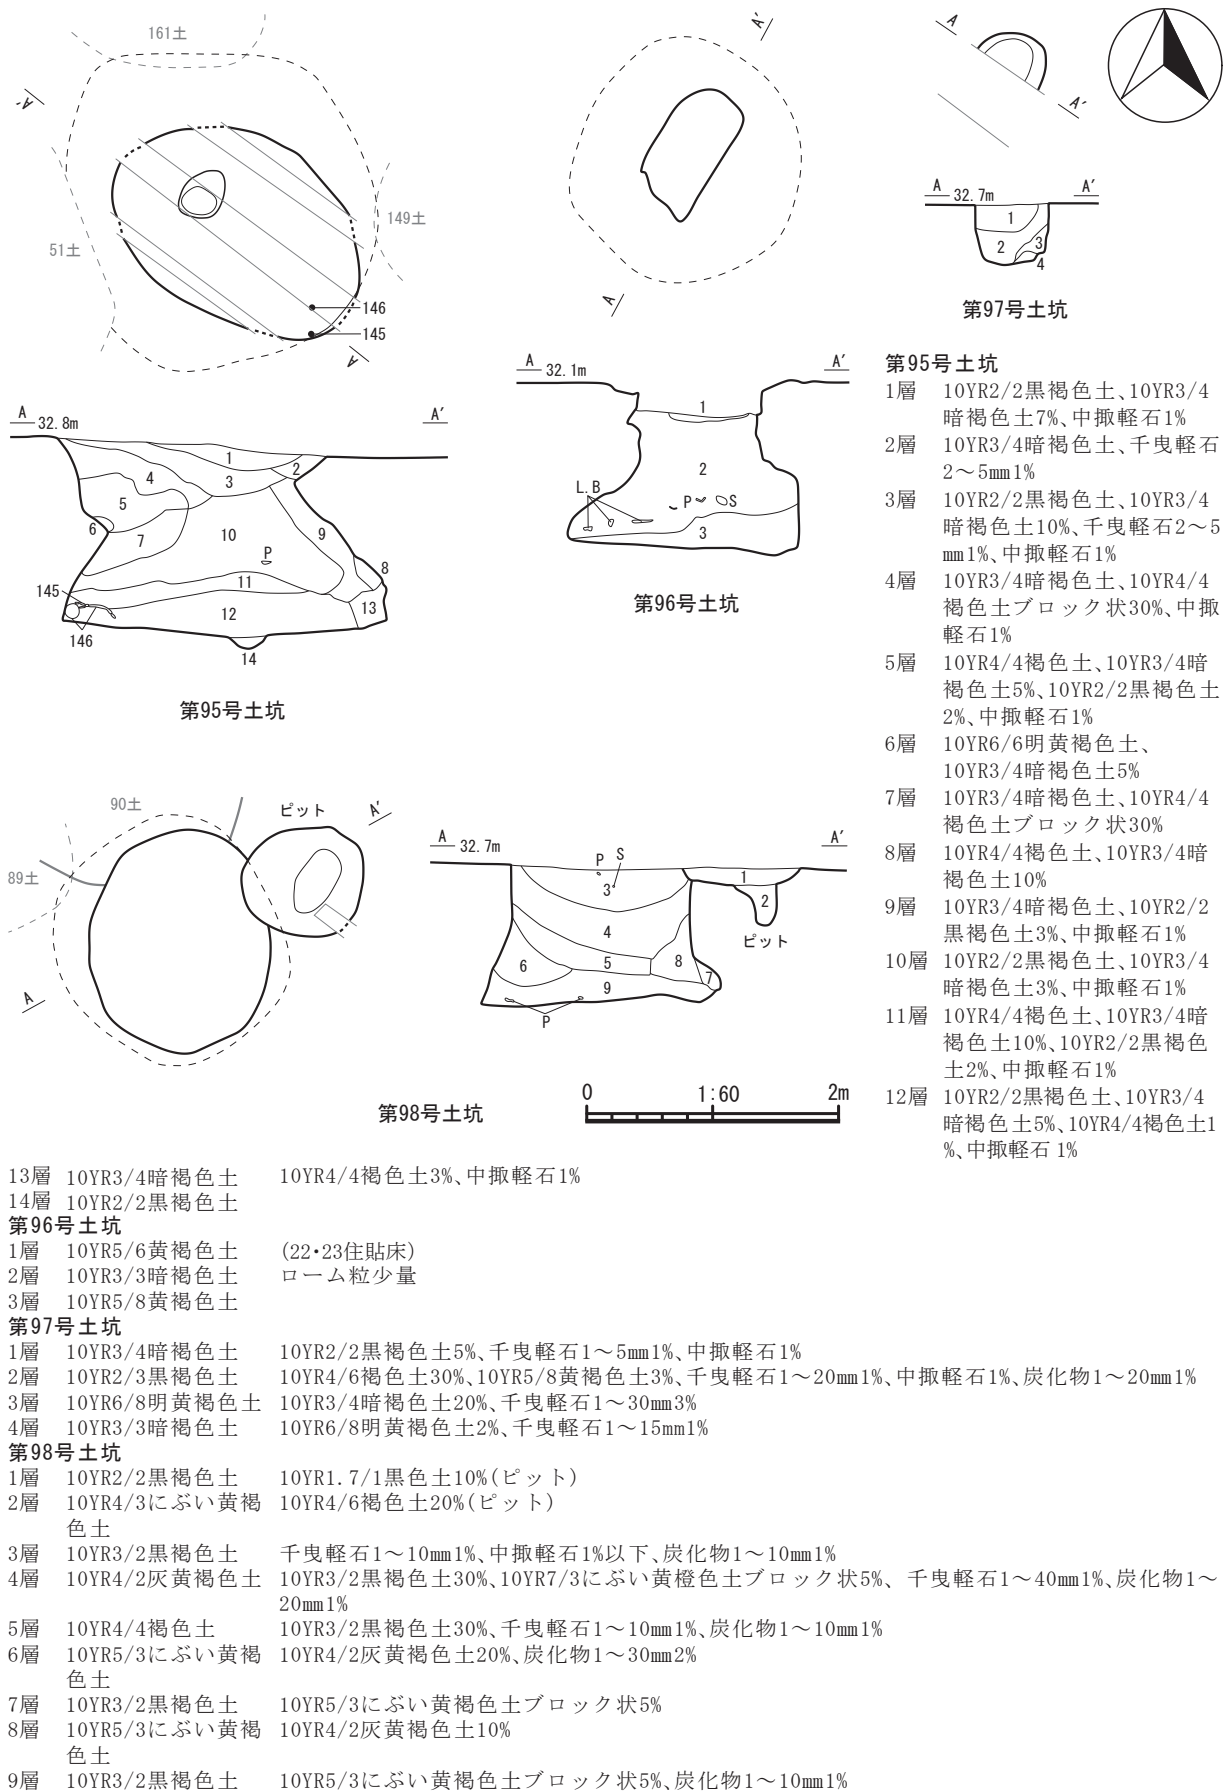 161土
A′
149土
51土
146
145
A
A′
A
A
A′
A 32.7m A′
1
2
3
4
第97号土坑
A 32.8m A′
1
2
3
4
5
6
7
8
9
10
P
11
12
13
14
145
146
第95号土坑
A 32.1m A′
1
2
L.B
P
S
3
第96号土坑
90土
89土
ピット
A′
A
A 32.7m A′
P
S
1
2
3
4
5
6
7
8
9
P
ピット
第98号土坑
0 1:60 2m
第95号土坑
1層 10YR2/2黒褐色土、10YR3/4
暗褐色土7%、中掫軽石1%
2層 10YR3/4暗褐色土、千曳軽石
2～5mm1%
3層 10YR2/2黒褐色土、10YR3/4
暗褐色土10%、千曳軽石2～5
mm1%、中掫軽石1%
4層 10YR3/4暗褐色土、10YR4/4
褐色土ブロック状30%、中掫
軽石1%
5層 10YR4/4褐色土、10YR3/4暗
褐色土5%、10YR2/2黒褐色土
2%、中掫軽石1%
6層 10YR6/6明黄褐色土、
10YR3/4暗褐色土5%
7層 10YR3/4暗褐色土、10YR4/4
褐色土ブロック状30%
8層 10YR4/4褐色土、10YR3/4暗
褐色土10%
9層 10YR3/4暗褐色土、10YR2/2
黒褐色土3%、中掫軽石1%
10層 10YR2/2黒褐色土、10YR3/4
暗褐色土3%、中掫軽石1%
11層 10YR4/4褐色土、10YR3/4暗
褐色土10%、10YR2/2黒褐色
土2%、中掫軽石1%
12層 10YR2/2黒褐色土、10YR3/4
暗褐色土5%、10YR4/4褐色土1
%、中掫軽石 1%
13層 10YR3/4暗褐色土 10YR4/4褐色土3%、中掫軽石1%
14層 10YR2/2黒褐色土
第96号土坑
1層 10YR5/6黄褐色土 (22・23住貼床)
2層 10YR3/3暗褐色土 ローム粒少量
3層 10YR5/8黄褐色土
第97号土坑
1層 10YR3/4暗褐色土 10YR2/2黒褐色土5%、千曳軽石1～5mm1%、中掫軽石1%
2層 10YR2/3黒褐色土 10YR4/6褐色土30%、10YR5/8黄褐色土3%、千曳軽石1～20mm1%、中掫軽石1%、炭化物1～20mm1%
3層 10YR6/8明黄褐色土 10YR3/4暗褐色土20%、千曳軽石1～30mm3%
4層 10YR3/3暗褐色土 10YR6/8明黄褐色土2%、千曳軽石1～15mm1%
第98号土坑
1層 10YR2/2黒褐色土 10YR1.7/1黒色土10%(ピット)
2層 10YR4/3にぶい黄褐 10YR4/6褐色土20%(ピット)
色土
3層 10YR3/2黒褐色土 千曳軽石1～10mm1%、中掫軽石1%以下、炭化物1～10mm1%
4層 10YR4/2灰黄褐色土 10YR3/2黒褐色土30%、10YR7/3にぶい黄橙色土ブロック状5%、 千曳軽石1～40mm1%、炭化物1～
20mm1%
5層 10YR4/4褐色土 10YR3/2黒褐色土30%、千曳軽石1～10mm1%、炭化物1～10mm1%
6層 10YR5/3にぶい黄褐 10YR4/2灰黄褐色土20%、炭化物1～30mm2%
色土
7層 10YR3/2黒褐色土 10YR5/3にぶい黄褐色土ブロック状5%
8層 10YR5/3にぶい黄褐 10YR4/2灰黄褐色土10%
色土
9層 10YR3/2黒褐色土 10YR5/3にぶい黄褐色土ブロック状5%、炭化物1～10mm1%